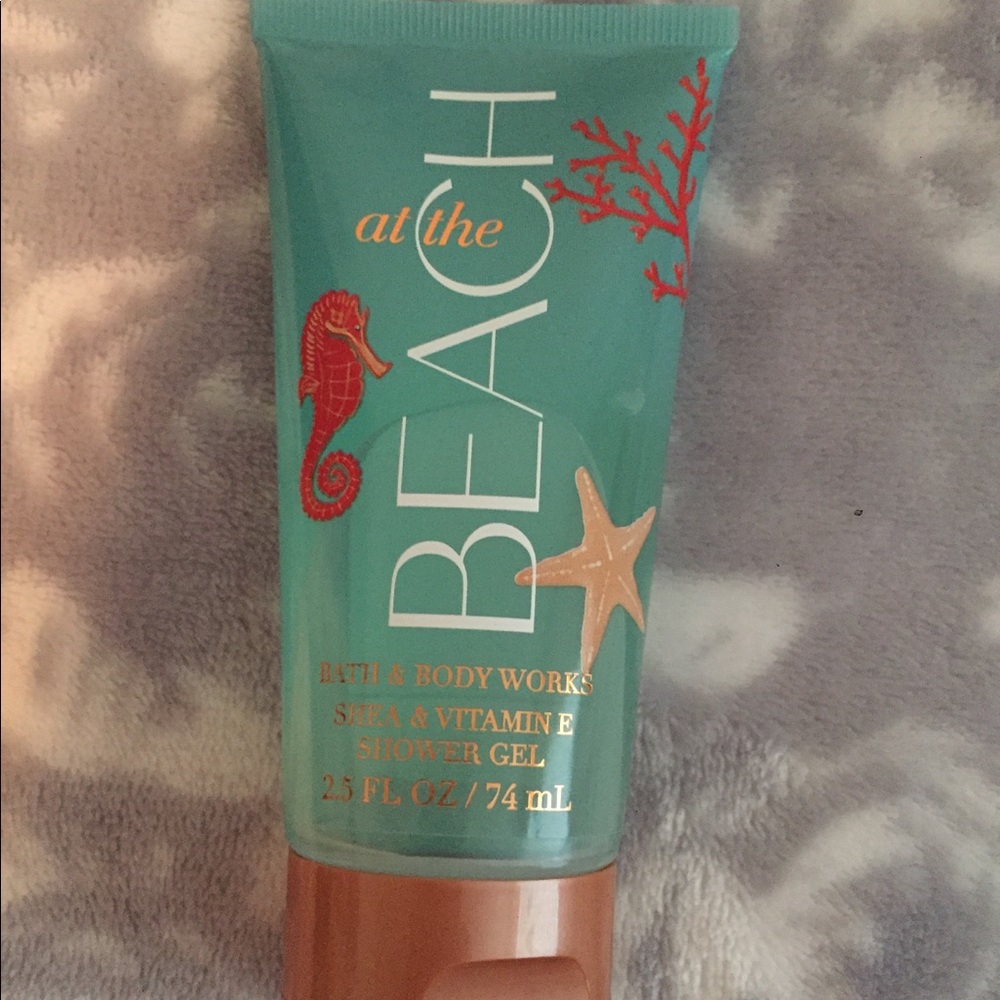 at the
BEACH
BATH & BODY WORKS
SHEA & VITAMIN E
SHOWER GEL
2.5 FL OZ / 74 mL